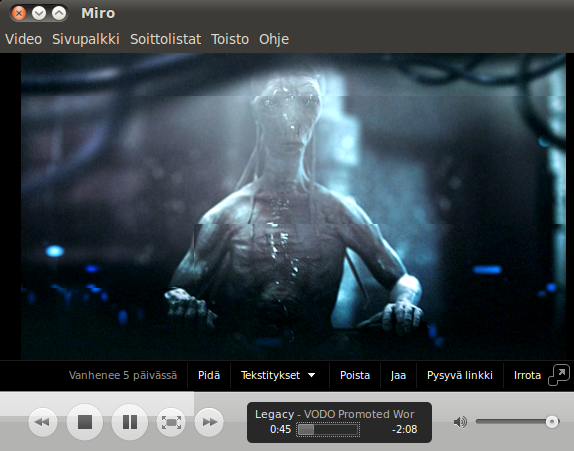 Miro
Video Sivupalkki Soittolistat Toisto Ohje
Vanhenee 5 päivässä Pidä Tekstitykset Poista Jaa Pysyvä linkki Irrota
Legacy - VODO Promoted Wor
0:45 -2:08